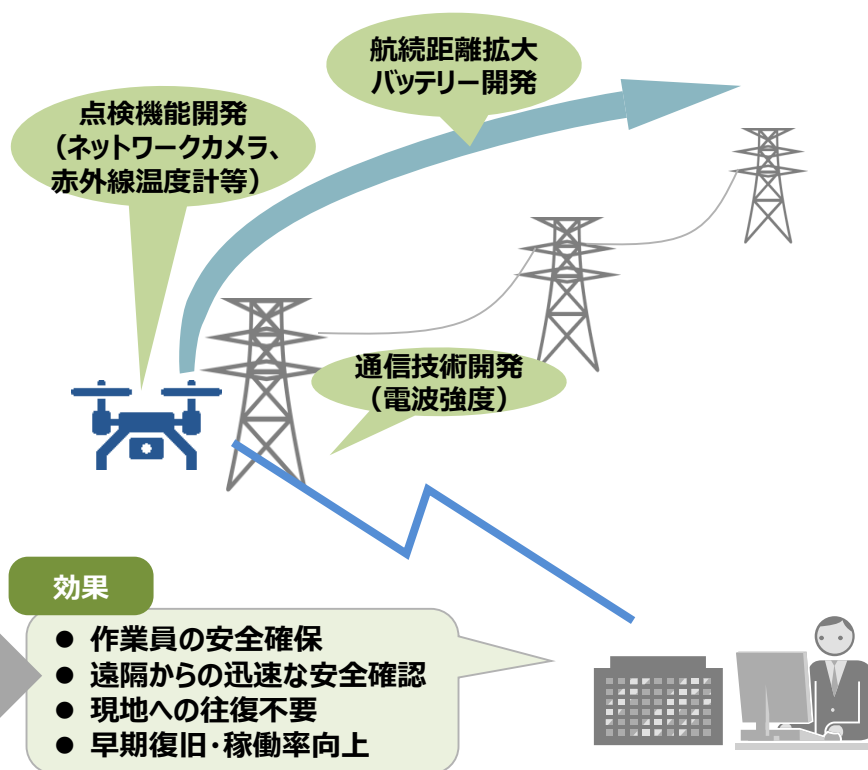 航続距離拡大
バッテリー開発
点検機能開発
（ネットワークカメラ、
赤外線温度計等）
通信技術開発
（電波強度）
効果
● 作業員の安全確保
● 遠隔からの迅速な安全確認
● 現地への往復不要
● 早期復旧・稼働率向上